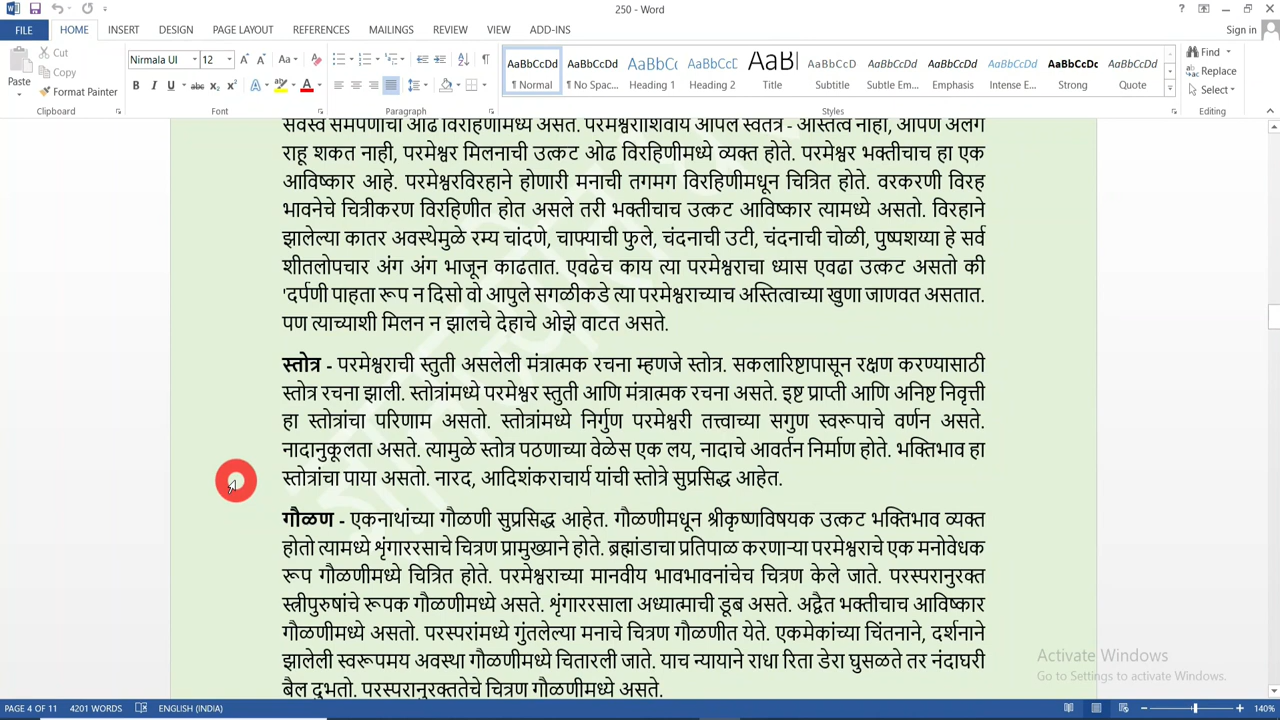 250 - Word
Sign in
FILE HOME INSERT DESIGN PAGE LAYOUT REFERENCES MAILINGS REVIEW VIEW ADD-INS
Paste Cut Copy Format Painter
Nirmala UI 12
AaBbCcDd AaBbCcDd AaBbCc AaBbCcC AaBl AaBbCcD AaBbCcDd AaBbCcDd AaBbCcDd AaBbCcDc AaBbCcDd
¶ Normal ¶ No Spac... Heading 1 Heading 2 Title Subtitle Subtle Em... Emphasis Intense E... Strong Quote
Find Replace Select
Clipboard Font Paragraph Styles Editing
सर्वस्व समर्पणाची ओढ विराहिणीमध्ये असते. परमेश्वराशिवाय आपले स्वतंत्र - अस्तित्व नाही, आपण अलग
राहू शकत नाही, परमेश्वर मिलनाची उत्कट ओढ विरहिणीमध्ये व्यक्त होते. परमेश्वर भक्तीचाच हा एक
आविष्कार आहे. परमेश्वरविरहाने होणारी मनाची तगमग विरहिणीमधून चित्रित होते. वरकरणी विरह
भावनेचे चित्रीकरण विरहिणीत होत असले तरी भक्तीचाच उत्कट आविष्कार त्यामध्ये असतो. विरहाने
झालेल्या कातर अवस्थेमुळे रम्य चांदणे, चाफ्याची फुले, चंदनाची उटी, चंदनाची चोळी, पुष्पशय्या हे सर्व
शीतलोपचार अंग अंग भाजून काढतात. एवढेच काय त्या परमेश्वराचा ध्यास एवढा उत्कट असतो की
'दर्पणी पाहता रूप न दिसो वो आपुले सगळीकडे त्या परमेश्वराच्याच अस्तित्वाच्या खुणा जाणवत असतात.
पण त्याच्याशी मिलन न झालचे देहाचे ओझे वाटत असते.
स्तोत्र - परमेश्वराची स्तुती असलेली मंत्रात्मक रचना म्हणजे स्तोत्र. सकलारिष्टापासून रक्षण करण्यासाठी
स्तोत्र रचना झाली. स्तोत्रांमध्ये परमेश्वर स्तुती आणि मंत्रात्मक रचना असते. इष्ट प्राप्ती आणि अनिष्ट निवृत्ती
हा स्तोत्रांचा परिणाम असतो. स्तोत्रांमध्ये निर्गुण परमेश्वरी तत्त्वाच्या सगुण स्वरूपाचे वर्णन असते.
नादानुकूलता असते. त्यामुळे स्तोत्र पठणाच्या वेळेस एक लय, नादाचे आवर्तन निर्माण होते. भक्तिभाव हा
स्तोत्रांचा पाया असतो. नारद, आदिशंकराचार्य यांची स्तोत्रे सुप्रसिद्ध आहेत.
गौळण - एकनाथांच्या गौळणी सुप्रसिद्ध आहेत. गौळणीमधून श्रीकृष्णविषयक उत्कट भक्तिभाव व्यक्त
होतो त्यामध्ये शृंगाररसाचे चित्रण प्रामुख्याने होते. ब्रह्मांडाचा प्रतिपाळ करणाऱ्या परमेश्वराचे एक मनोवेधक
रूप गौळणीमध्ये चित्रित होते. परमेश्वराच्या मानवीय भावभावनांचेच चित्रण केले जाते. परस्परानुरक्त
स्त्रीपुरुषांचे रूपक गौळणीमध्ये असते. शृंगाररसाला अध्यात्माची डूब असते. अद्वैत भक्तीचाच आविष्कार
गौळणीमध्ये असतो. परस्परांमध्ये गुंतलेल्या मनाचे चित्रण गौळणीत येते. एकमेकांच्या चिंतनाने, दर्शनाने
झालेली स्वरूपमय अवस्था गौळणीमध्ये चितारली जाते. याच न्यायाने राधा रिता डेरा घुसळते तर नंदाघरी
बैल दुभतो. परस्परानुरक्ततेचे चित्रण गौळणीमध्ये असते.
Activate Windows
Go to Settings to activate Windows.
PAGE 4 OF 11 4201 WORDS ENGLISH (INDIA) 140%